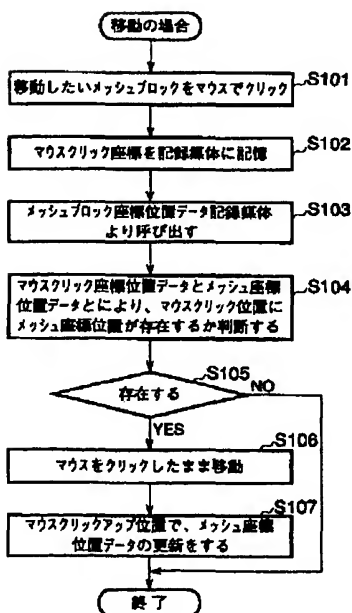 移動の場合
S101
移動したいメッシュブロックをマウスでクリック
S102
マウスクリック座標を記録媒体に記憶
S103
メッシュブロック座標位置データ記録媒体
より呼び出す
S104
マウスクリック座標位置データとメッシュ座標
位置データとにより、マウスクリック位置に
メッシュ座標位置が存在するか判断する
S105
存在する
NO
YES
S106
マウスをクリックしたまま移動
S107
マウスクリックアップ位置で、メッシュ座標
位置データの更新をする
終了